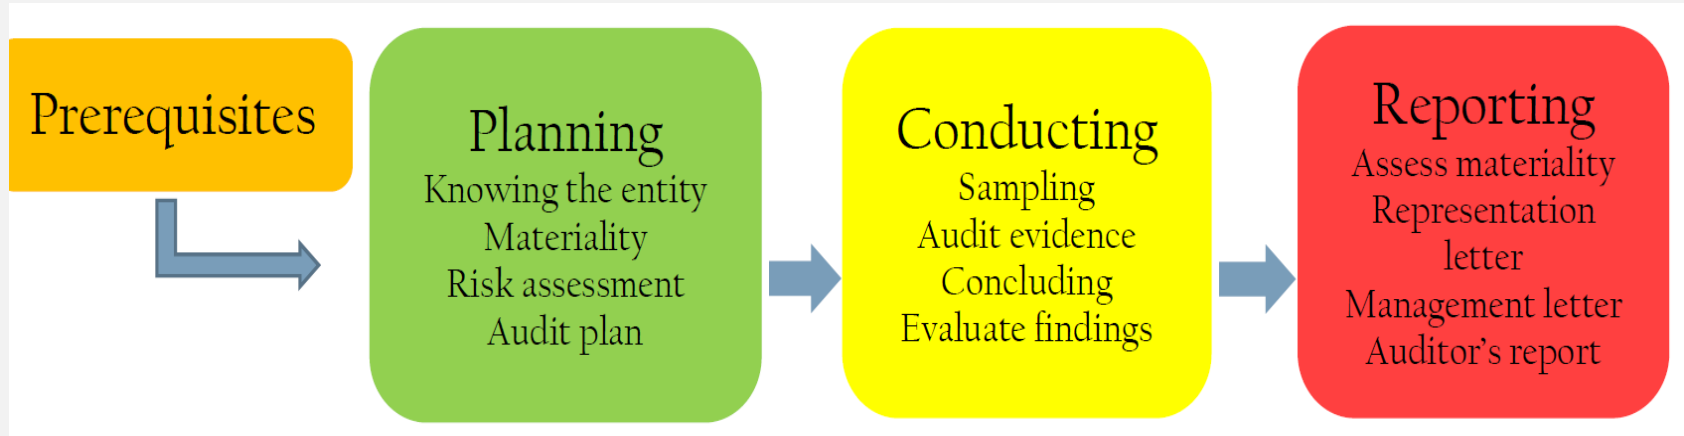 Prerequisites
Planning
Knowing the entity
Materiality
Risk assessment
Audit plan
Conducting
Sampling
Audit evidence
Concluding
Evaluate findings
Reporting
Assess materiality
Representation
letter
Management letter
Auditor's report